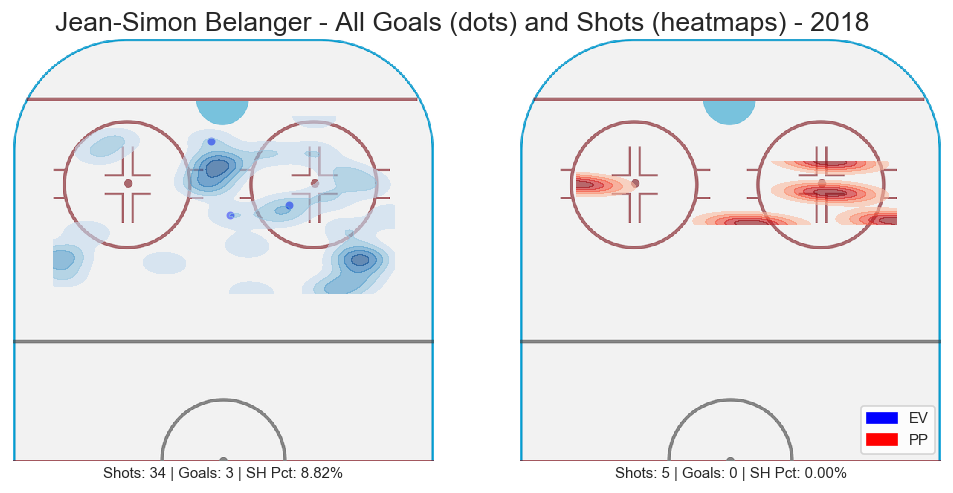 Jean-Simon Belanger - All Goals (dots) and Shots (heatmaps) - 2018
EV
PP
Shots: 34 | Goals: 3 | SH Pct: 8.82%
Shots: 5 | Goals: 0 | SH Pct: 0.00%